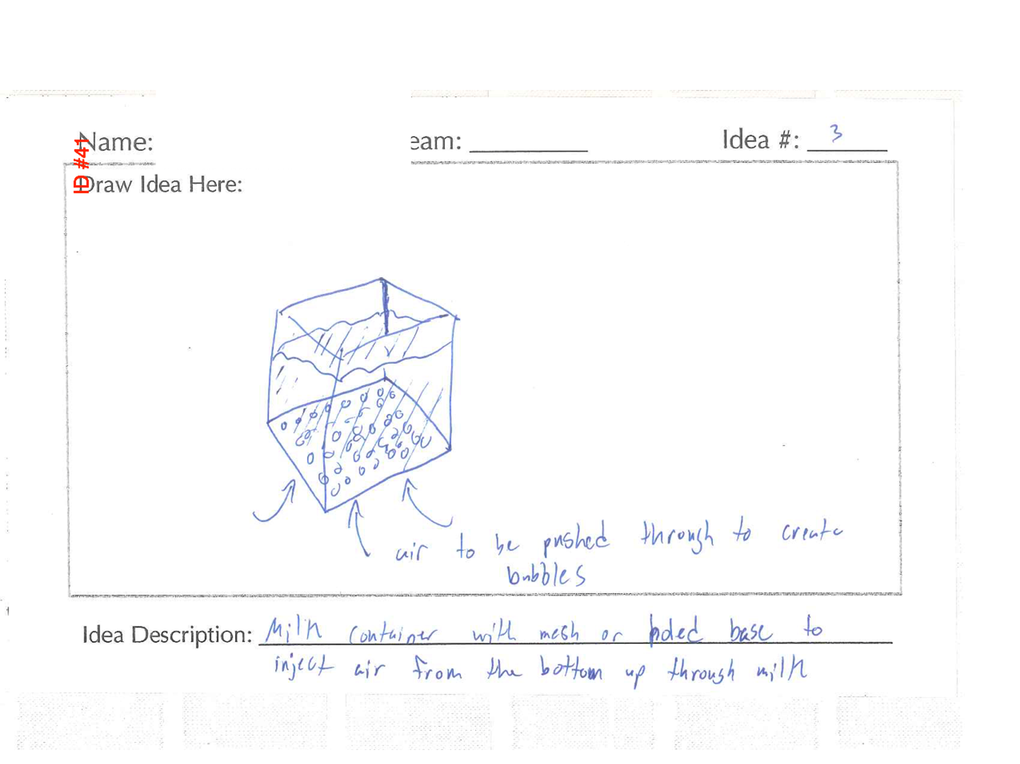 ID #41
Name: eam: Idea #: 3
Draw Idea Here:
air to be pushed through to create
bubbles
Idea Description: Milk container with mesh or holed base to
inject air from the bottom up through milk